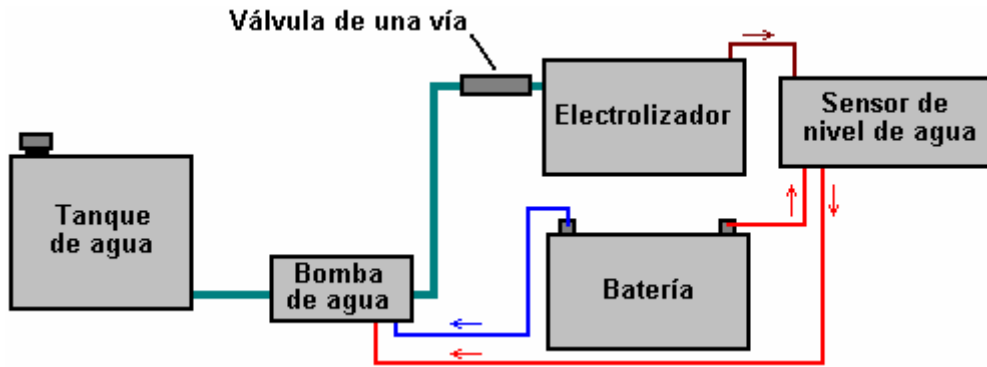 Válvula de una vía
Electrolizador
Sensor de
nivel de agua
Tanque
de agua
Bomba
de agua
Batería